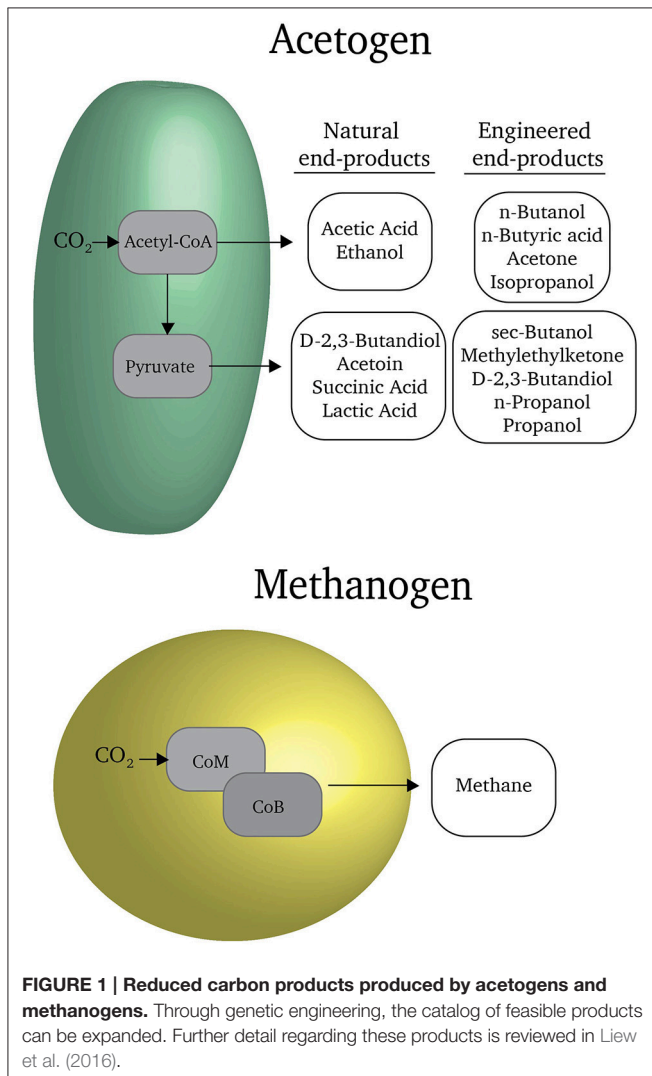 Acetogen
Natural
end-products
Engineered
end-products
CO₂
Acetyl-CoA
Acetic Acid
Ethanol
n-Butanol
n-Butyric acid
Acetone
Isopropanol
Pyruvate
D-2,3-Butandiol
Acetoin
Succinic Acid
Lactic Acid
sec-Butanol
Methylethylketone
D-2,3-Butandiol
n-Propanol
Propanol
Methanogen
CO₂
CoM
CoB
Methane
FIGURE 1 | Reduced carbon products produced by acetogens and
methanogens. Through genetic engineering, the catalog of feasible products
can be expanded. Further detail regarding these products is reviewed in Liew
et al. (2016).